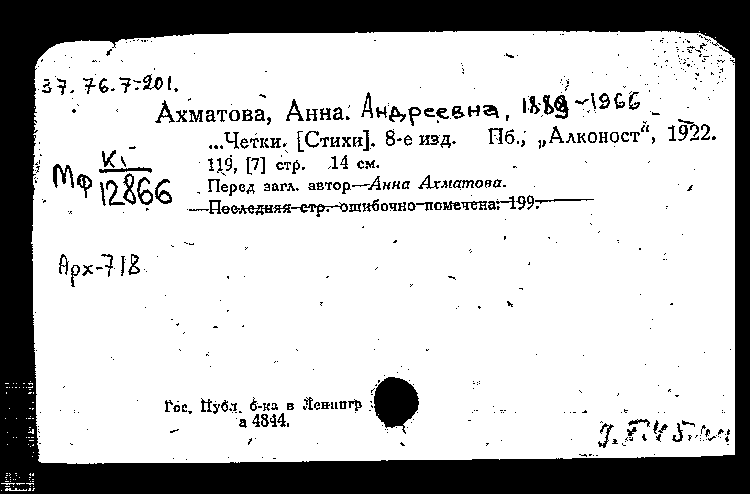 37. 76.7-201.
Ахматова, Анна. Андреевна, 1889-1966
...Четки. [Стихи]. 8-е изд. Пб., „Алконост", 1922.
119, [7] стр. 14 см.
Перед загл. автор—Анна Ахматова.
Последняя стр. ошибочно помечена: 199.
МФ К1/12866
Арх-718
Гос. Публ. б-ка в Ленингр
а 4844.